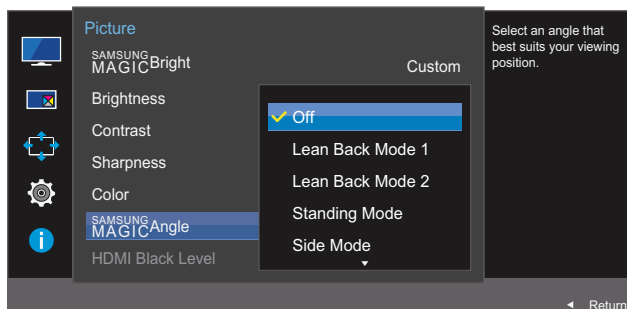 Picture
SAMSUNG
MAGICBright
Custom
Brightness
Contrast
Sharpness
Color
SAMSUNG
MAGICAngle
HDMI Black Level
Off
Lean Back Mode 1
Lean Back Mode 2
Standing Mode
Side Mode
Select an angle that
best suits your viewing
position.
Return